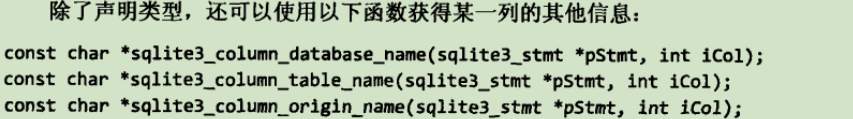 除了声明类型，还可以使用以下函数获得某一列的其他信息：
const char *sqlite3_column_database_name(sqlite3_stmt *pStmt, int iCol);
const char *sqlite3_column_table_name(sqlite3_stmt *pStmt, int iCol);
const char *sqlite3_column_origin_name(sqlite3_stmt *pStmt, int iCol);